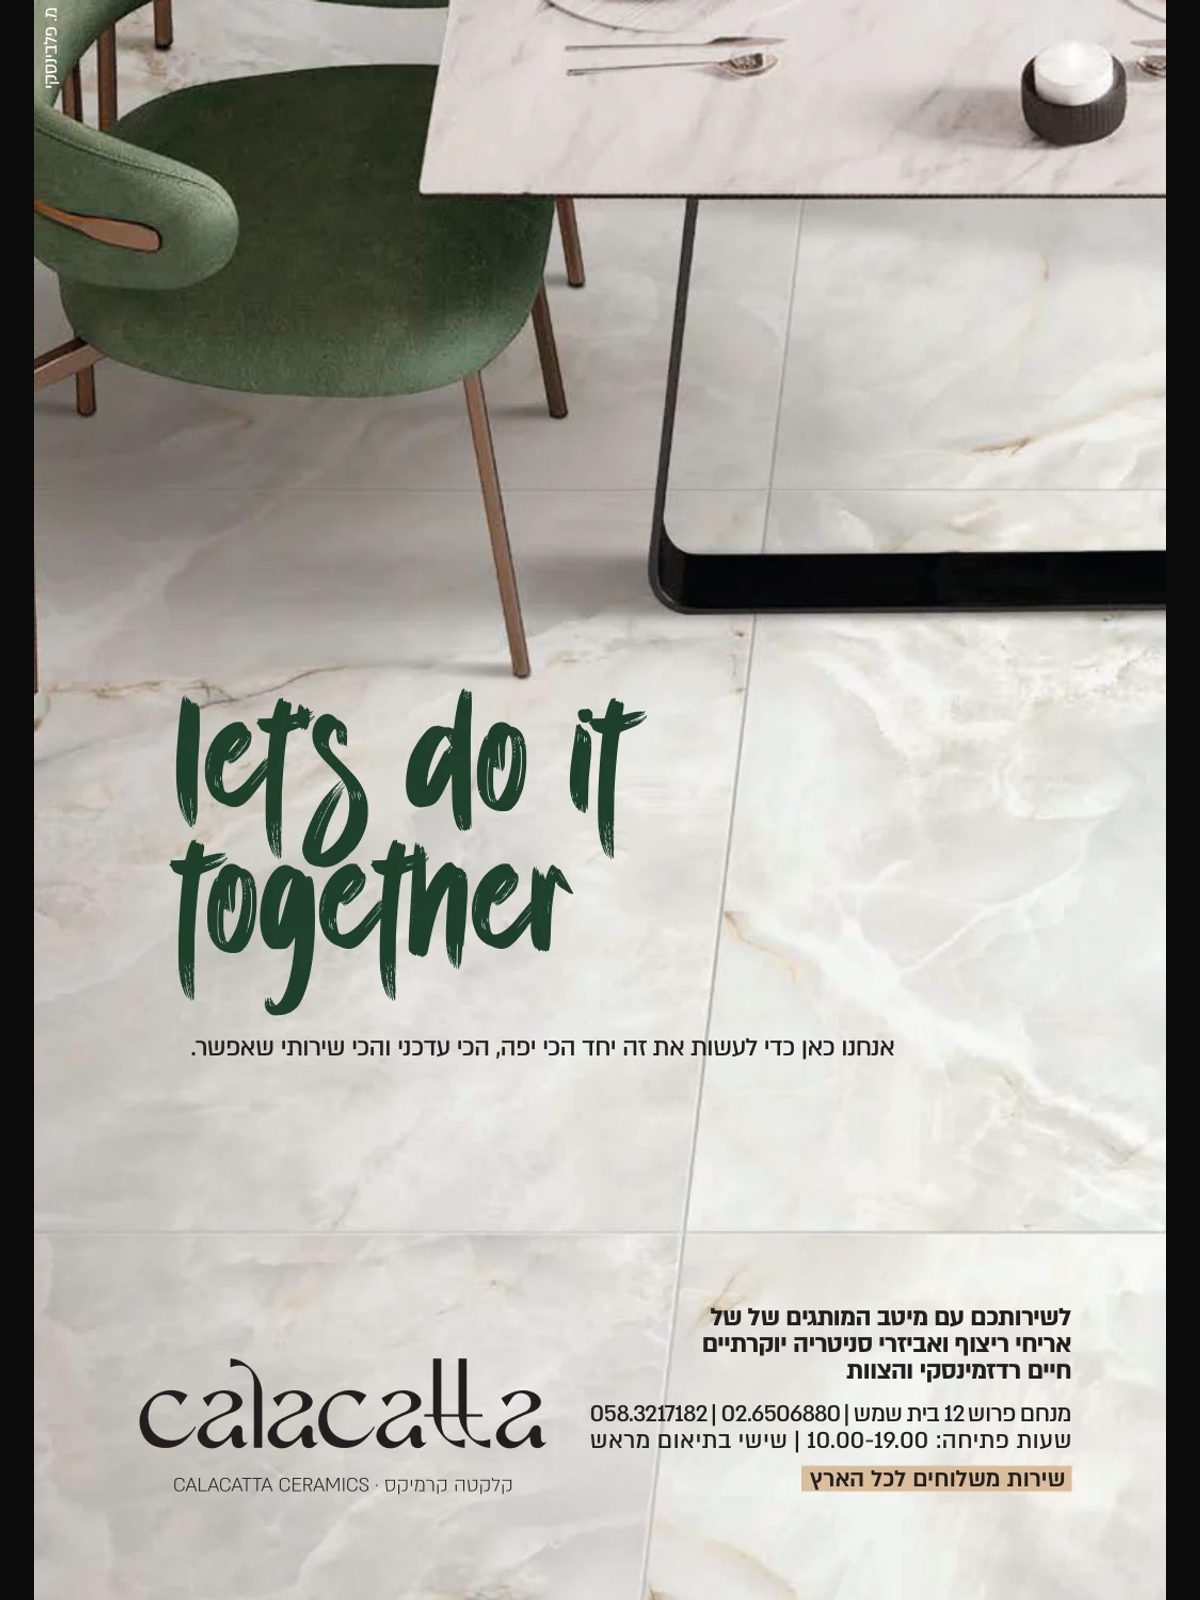 מ. פלבינסקי
let's do it
together
אנחנו כאן כדי לעשות את זה יחד הכי יפה, הכי עדכני והכי שירותי שאפשר.
לשירותכם עם מיטב המותגים של של
אריחי ריצוף ואביזרי סניטריה יוקרתיים
חיים רדזמינסקי והצוות
מנחם פרוש 12 בית שמש | 02.6506880 | 058.3217182
שעות פתיחה: 10.00-19.00 | שישי בתיאום מראש
שירות משלוחים לכל הארץ
calacatta
קלקטה קרמיקס · CALACATTA CERAMICS